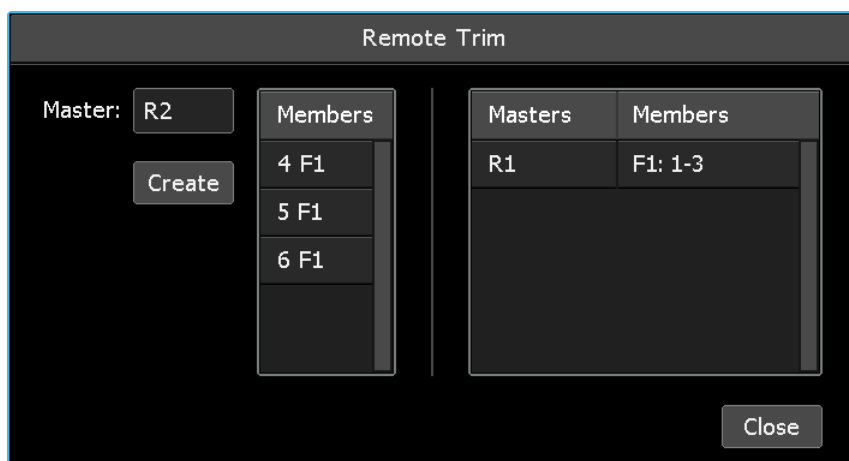 Remote Trim
Master: R2
Create
Members
4 F1
5 F1
6 F1
Masters Members
R1 F1: 1-3
Close